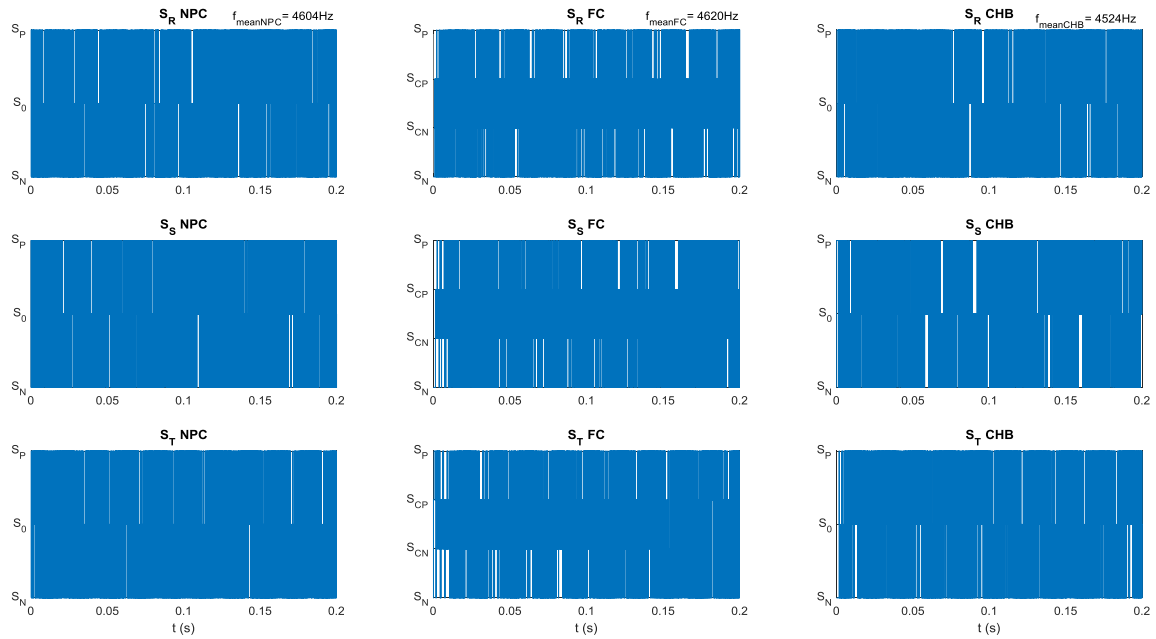 S_R NPC
f_meanNPC = 4604Hz
S_P
S_0
S_N
0 0.05 0.1 0.15 0.2
S_R FC
f_meanFC = 4620Hz
S_P
S_CP
S_CN
S_N
0 0.05 0.1 0.15 0.2
S_R CHB
f_meanCHB = 4524Hz
S_P
S_0
S_N
0 0.05 0.1 0.15 0.2
S_S NPC
S_P
S_0
S_N
0 0.05 0.1 0.15 0.2
S_S FC
S_P
S_CP
S_CN
S_N
0 0.05 0.1 0.15 0.2
S_S CHB
S_P
S_0
S_N
0 0.05 0.1 0.15 0.2
S_T NPC
S_P
S_0
S_N
0 0.05 0.1 0.15 0.2
t (s)
S_T FC
S_P
S_CP
S_CN
S_N
0 0.05 0.1 0.15 0.2
t (s)
S_T CHB
S_P
S_0
S_N
0 0.05 0.1 0.15 0.2
t (s)